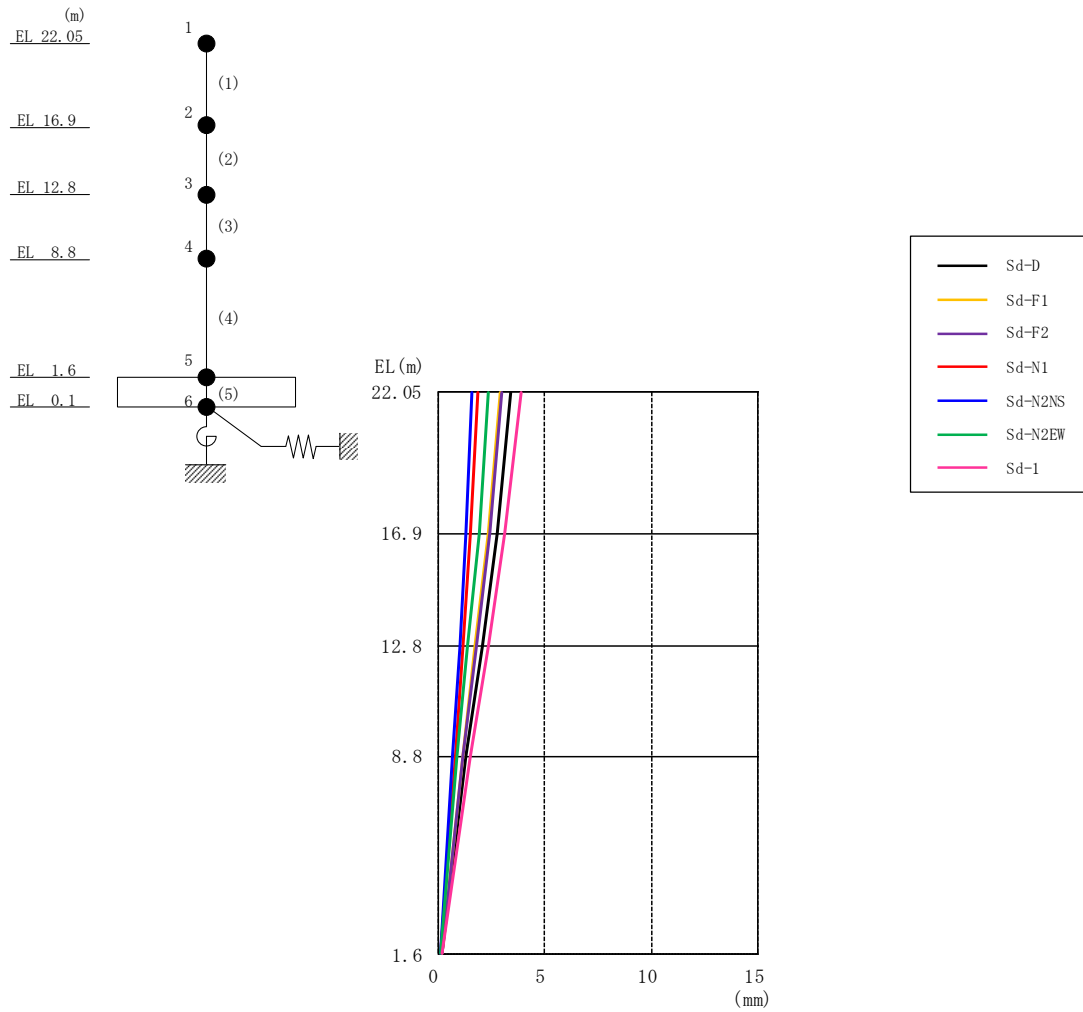 (m)
EL 22.05
EL 16.9
EL 12.8
EL 8.8
EL 1.6
EL 0.1
1
(1)
2
(2)
3
(3)
4
(4)
5
(5)
6
EL(m)
22.05
16.9
12.8
8.8
1.6
0 5 10 15
(mm)
Sd-D
Sd-F1
Sd-F2
Sd-N1
Sd-N2NS
Sd-N2EW
Sd-1